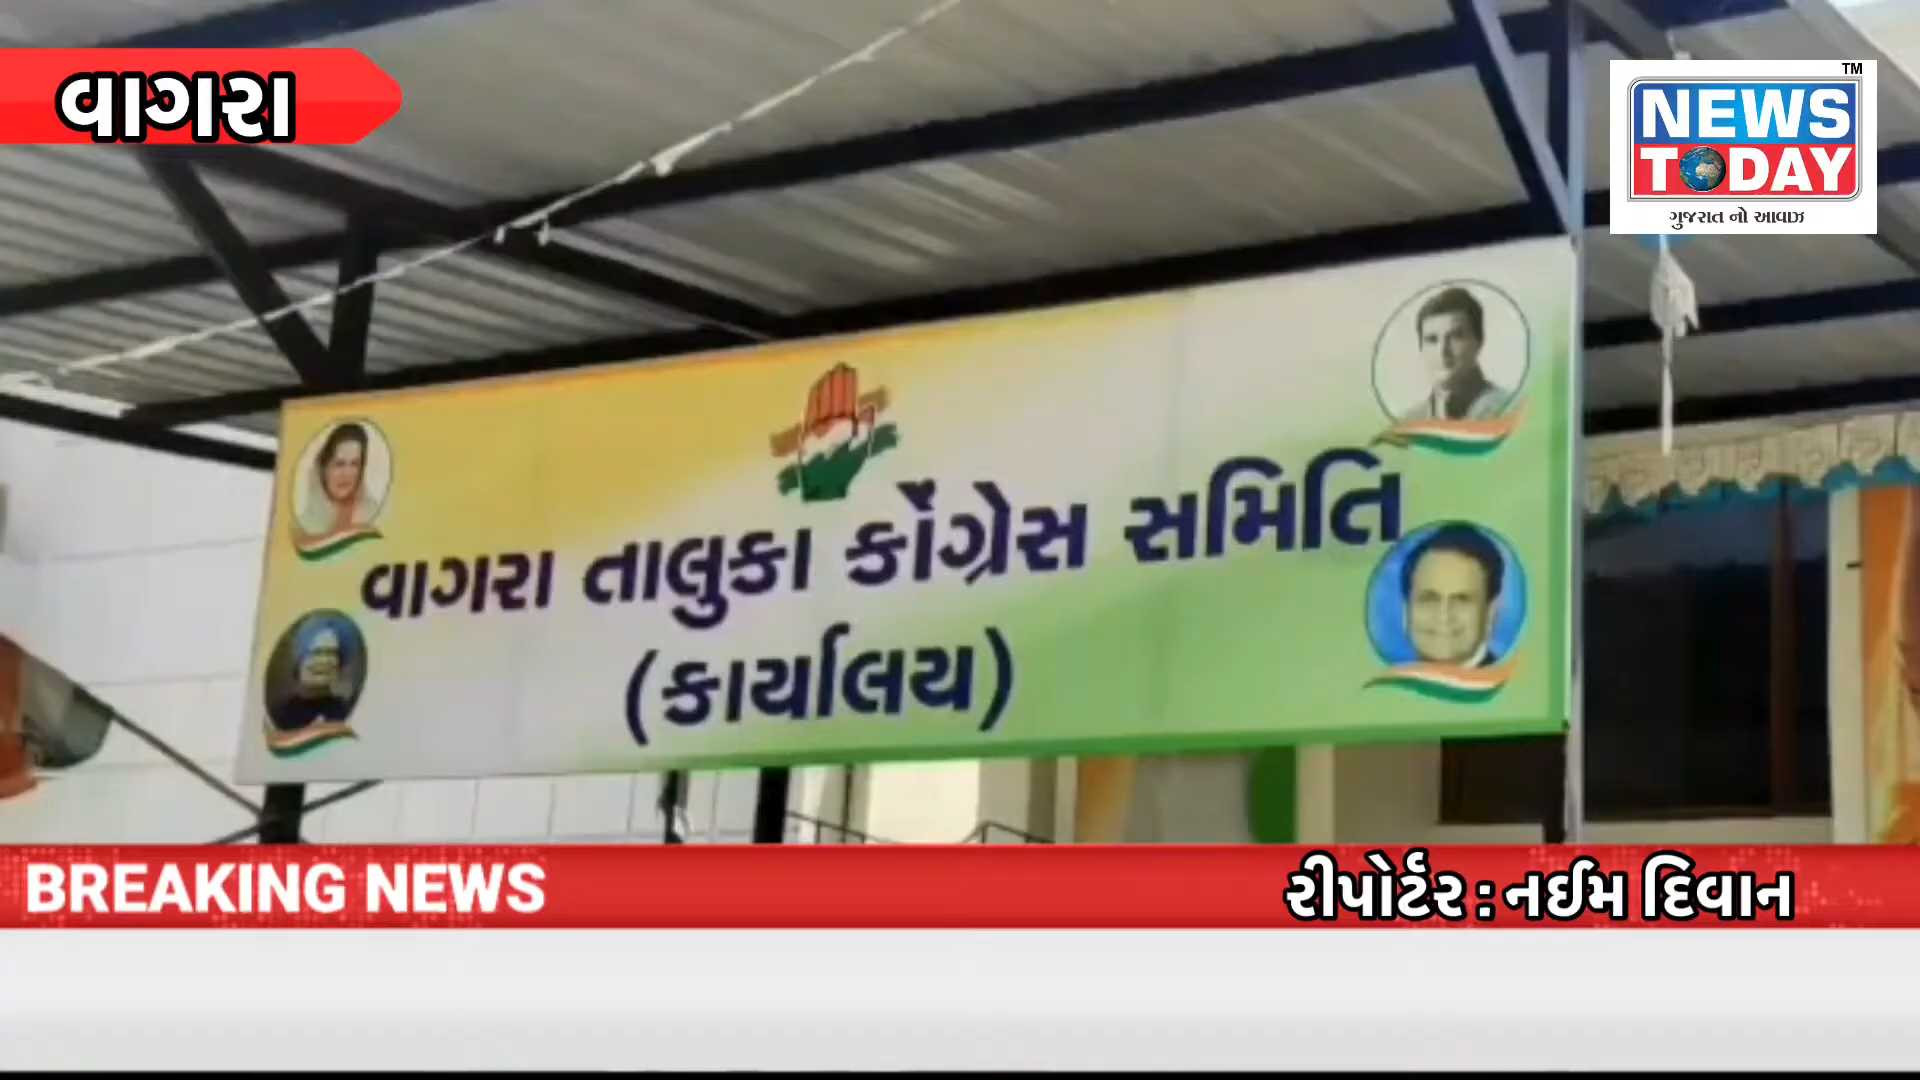 વાગરા
TM
NEWS
TODAY
ગુજરાત નો આવાઝ
વાગરા તાલુકા કોંગ્રેસ સમિતિ
(કાર્યાલય)
BREAKING NEWS
રીપોર્ટર : નઈમ દિવાન